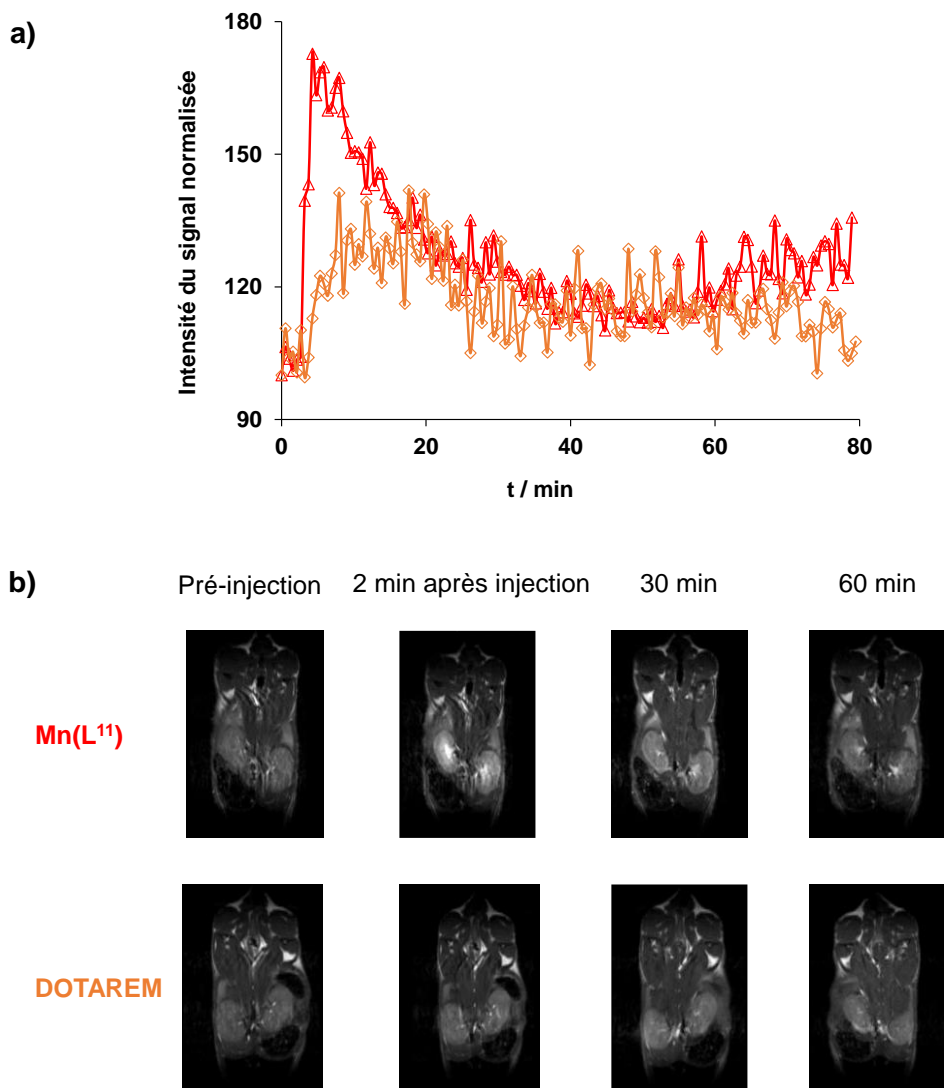 a)
Intensité du signal normalisée
180
150
120
90
0 20 40 60 80
t / min
b)
Pré-injection 2 min après injection 30 min 60 min
Mn(L¹¹)
DOTAREM